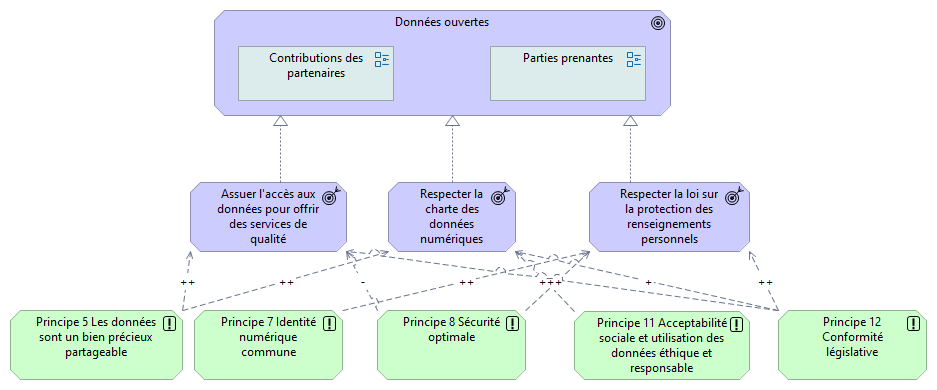 Données ouvertes
Contributions des
partenaires
Parties prenantes
Assuer l'accès aux
données pour offrir
des services de
qualité
Respecter la
charte des
données
numériques
Respecter la loi sur
la protection des
renseignements
personnels
++
++
-
++
+++
+
++
Principe 5 Les données
sont un bien précieux
partageable
Principe 7 Identité
numérique
commune
Principe 8 Sécurité
optimale
Principe 11 Acceptabilité
sociale et utilisation des
données éthique et
responsable
Principe 12
Conformité
législative